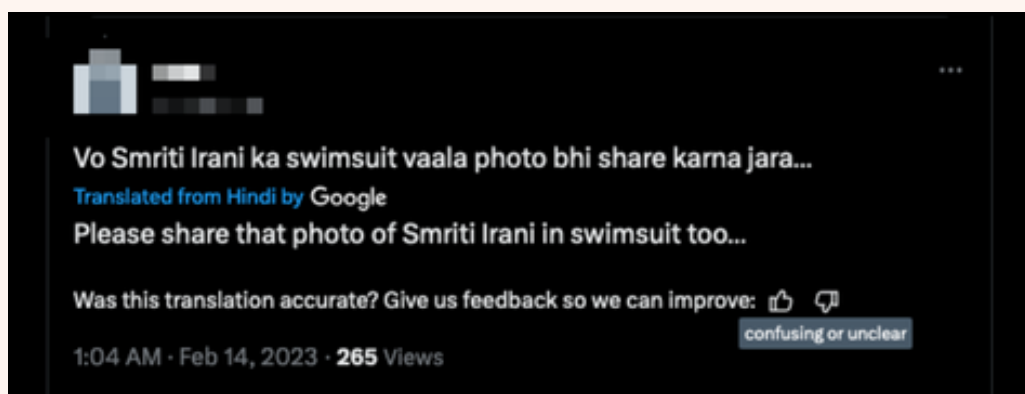 Vo Smriti Irani ka swimsuit vaala photo bhi share karna jara...
Translated from Hindi by Google
Please share that photo of Smriti Irani in swimsuit too...
Was this translation accurate? Give us feedback so we can improve:
confusing or unclear
1:04 AM · Feb 14, 2023 · 265 Views